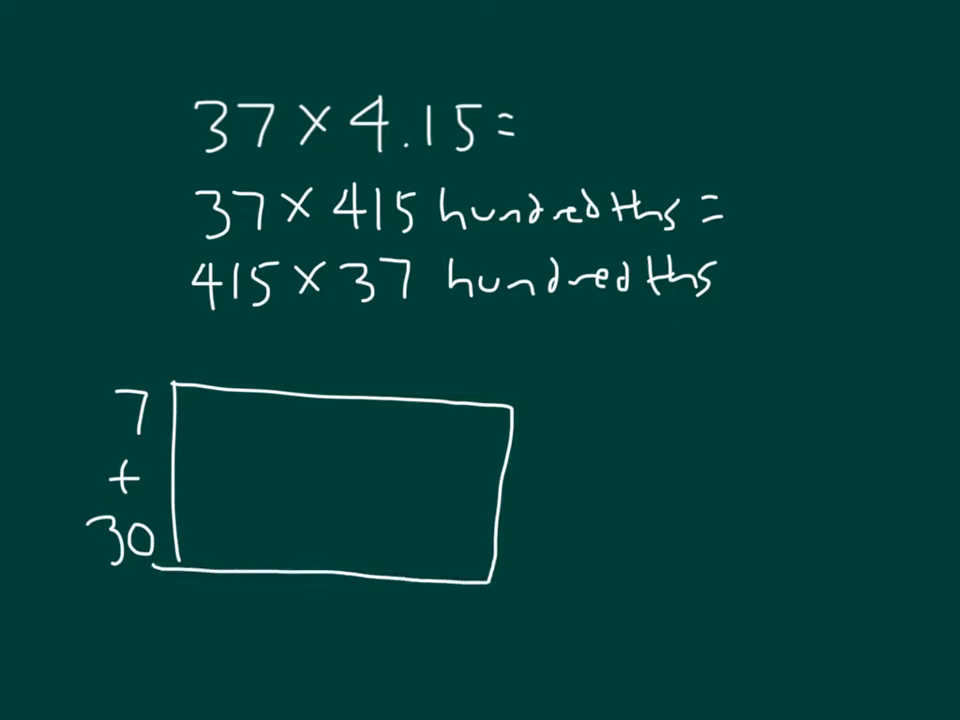 37 × 4.15 =
37 × 415 hundredths =
415 × 37 hundredths
7
+
30